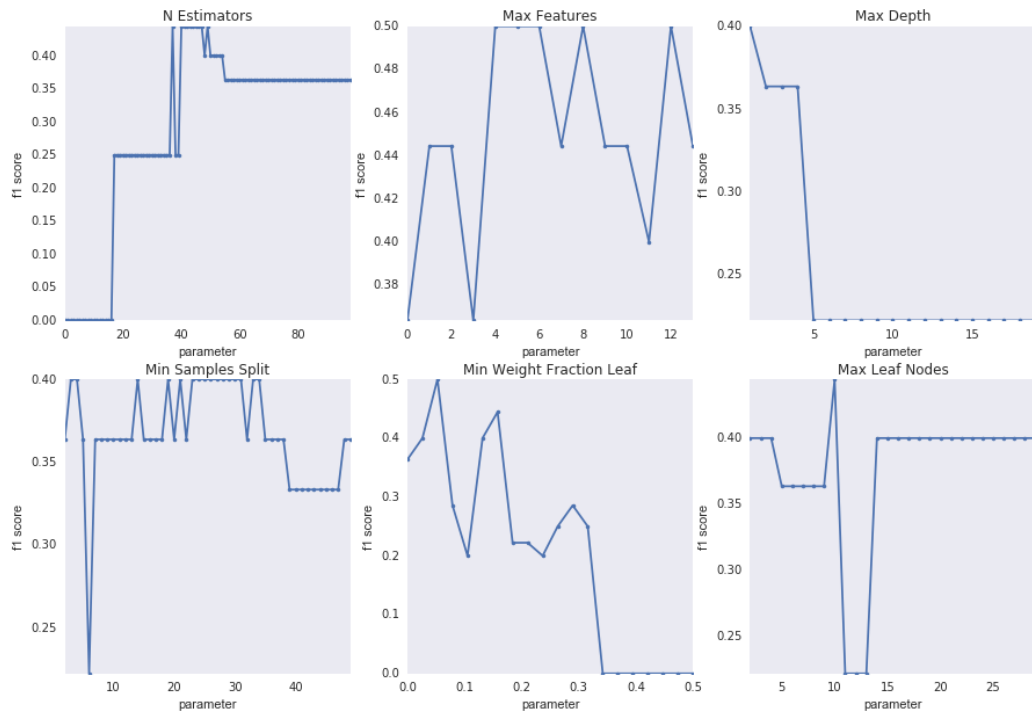 N Estimators
0.40
0.35
0.30
0.25
0.20
0.15
0.10
0.05
0.00
f1 score
0 20 40 60 80
parameter
Max Features
0.50
0.48
0.46
0.44
0.42
0.40
0.38
f1 score
0 2 4 6 8 10 12
parameter
Max Depth
0.40
0.35
0.30
0.25
f1 score
5 10 15
parameter
Min Samples Split
0.40
0.35
0.30
0.25
f1 score
10 20 30 40
parameter
Min Weight Fraction Leaf
0.5
0.4
0.3
0.2
0.1
0.0
f1 score
0.0 0.1 0.2 0.3 0.4 0.5
parameter
Max Leaf Nodes
0.40
0.35
0.30
0.25
f1 score
5 10 15 20 25
parameter